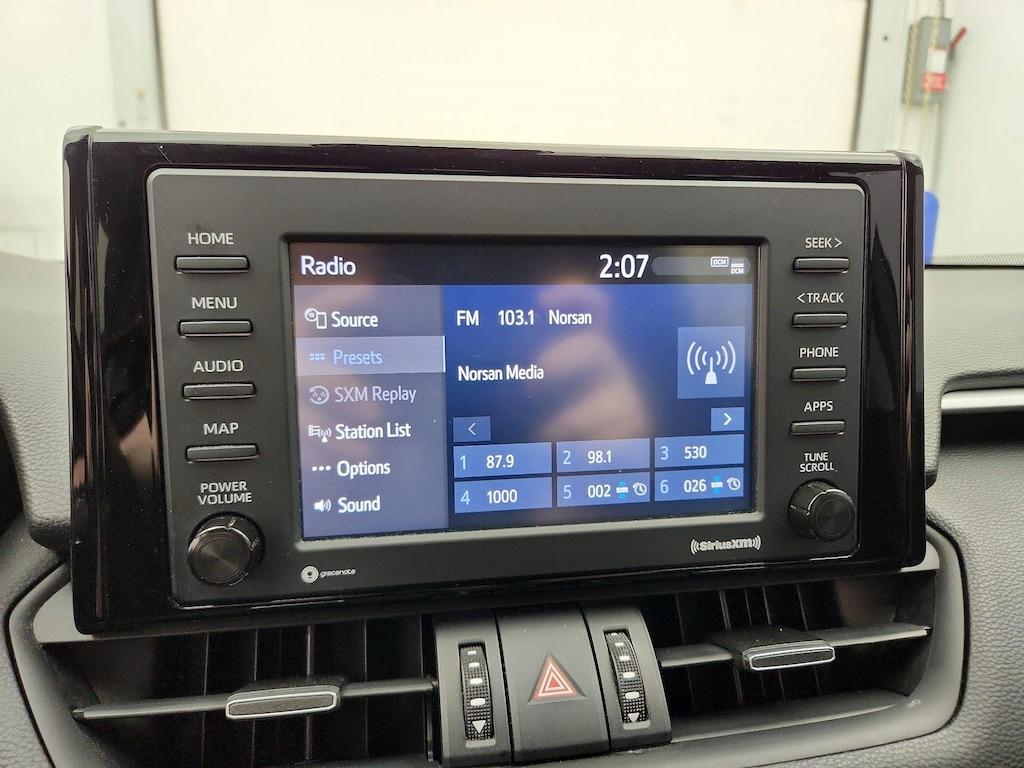 HOME
MENU
AUDIO
MAP
POWER
VOLUME
Radio
2:07
DCM
DCM
Source
Presets
SXM Replay
Station List
Options
Sound
FM 103.1 Norsan
Norsan Media
<
>
1 87.9
2 98.1
3 530
4 1000
5 002
6 026
SEEK >
< TRACK
PHONE
APPS
TUNE
SCROLL
gracenote
((SiriusXM))